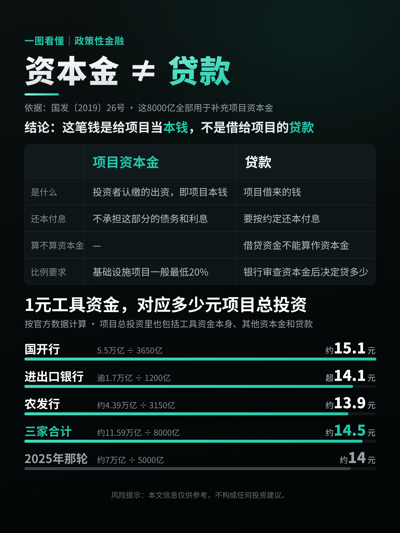 一图看懂｜政策性金融
资本金 ≠ 贷款
依据：国发〔2019〕26号 · 这8000亿全部用于补充项目资本金
结论：这笔钱是给项目当本钱，不是借给项目的贷款
项目资本金 贷款
是什么 投资者认缴的出资，即项目本钱 项目借来的钱
还本付息 不承担这部分的债务和利息 要按约定还本付息
算不算资本金 — 借贷资金不能算作资本金
比例要求 基础设施项目一般最低20% 银行审查资本金后决定贷多少
1元工具资金，对应多少元项目总投资
按官方数据计算 · 项目总投资里也包括工具资金本身、其他资本金和贷款
国开行 5.5万亿 ÷ 3650亿 约15.1元
进出口银行 逾1.7万亿 ÷ 1200亿 超14.1元
农发行 约4.39万亿 ÷ 3150亿 约13.9元
三家合计 约11.59万亿 ÷ 8000亿 约14.5元
2025年那轮 约7万亿 ÷ 5000亿 约14元
风险提示：本文信息仅供参考，不构成任何投资建议。